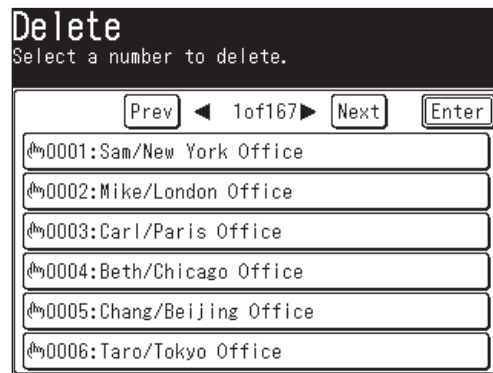 Delete
Select a number to delete.
Prev ◀ 1of167▶ Next Enter
0001:Sam/New York Office
0002:Mike/London Office
0003:Carl/Paris Office
0004:Beth/Chicago Office
0005:Chang/Beijing Office
0006:Taro/Tokyo Office